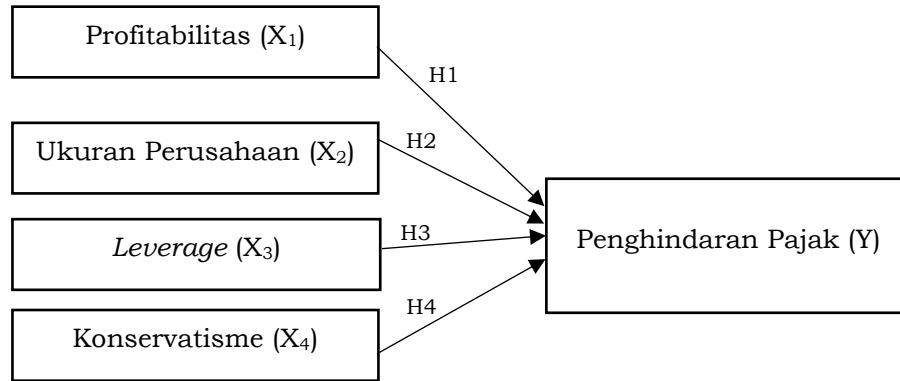 Profitabilitas (X₁)
H1
Ukuran Perusahaan (X₂)
H2
Leverage (X₃)
H3
Penghindaran Pajak (Y)
Konservatisme (X₄)
H4